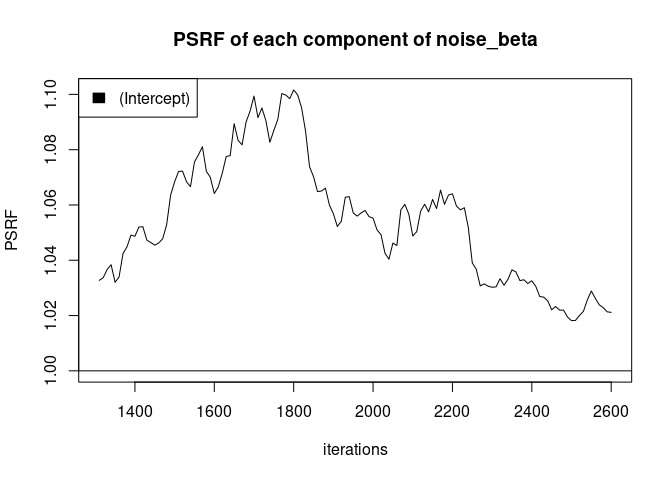 PSRF of each component of noise_beta
(Intercept)
PSRF
1.10
1.08
1.06
1.04
1.02
1.00
1400 1600 1800 2000 2200 2400 2600
iterations